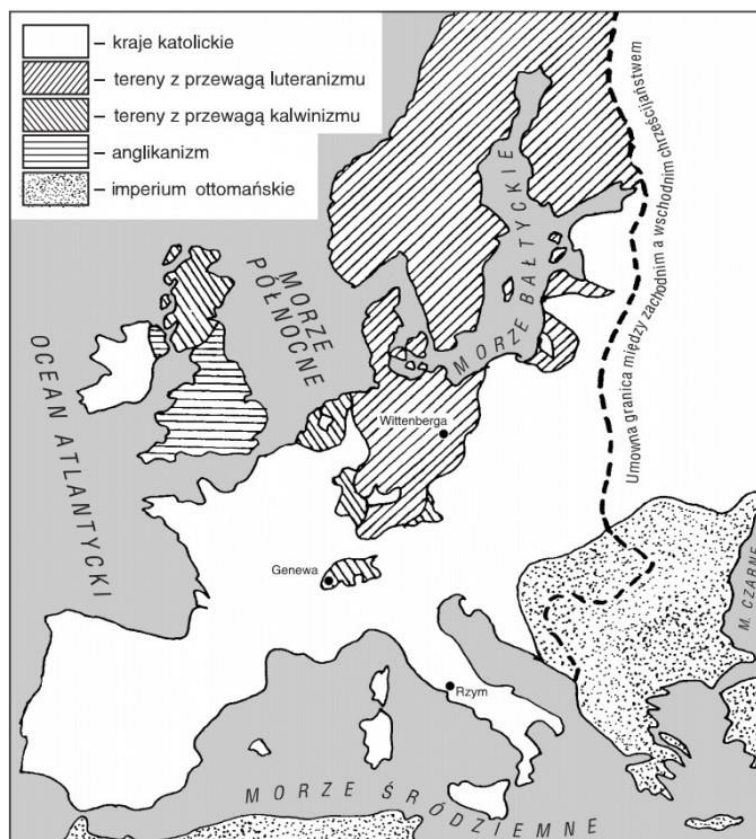 – kraje katolickie
– tereny z przewagą luteranizmu
– tereny z przewagą kalwinizmu
– anglikanizm
– imperium ottomańskie
Umowna granica między zachodnim a wschodnim chrześcijaństwem
MORZE BAŁTYCKIE
MORZE
PÓŁNOCNE
OCEAN ATLANTYCKI
Wittenberga
Genewa
M. CZARNE
Rzym
MORZE ŚRÓDZIEMNE